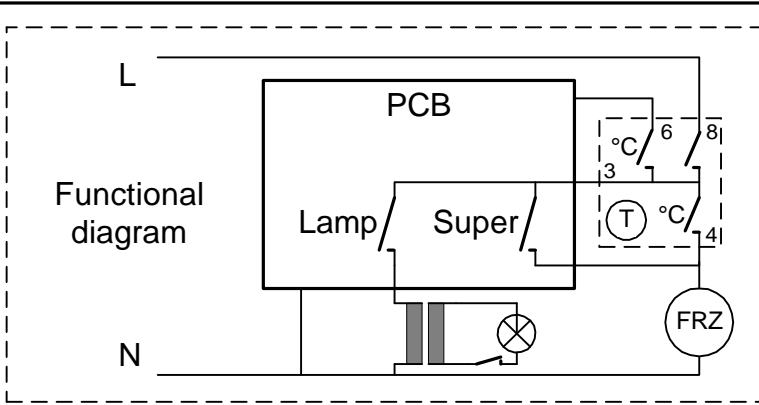 L
PCB
6
8
°C
3
Functional
diagram
Lamp
Super
T
°C
4
FRZ
N